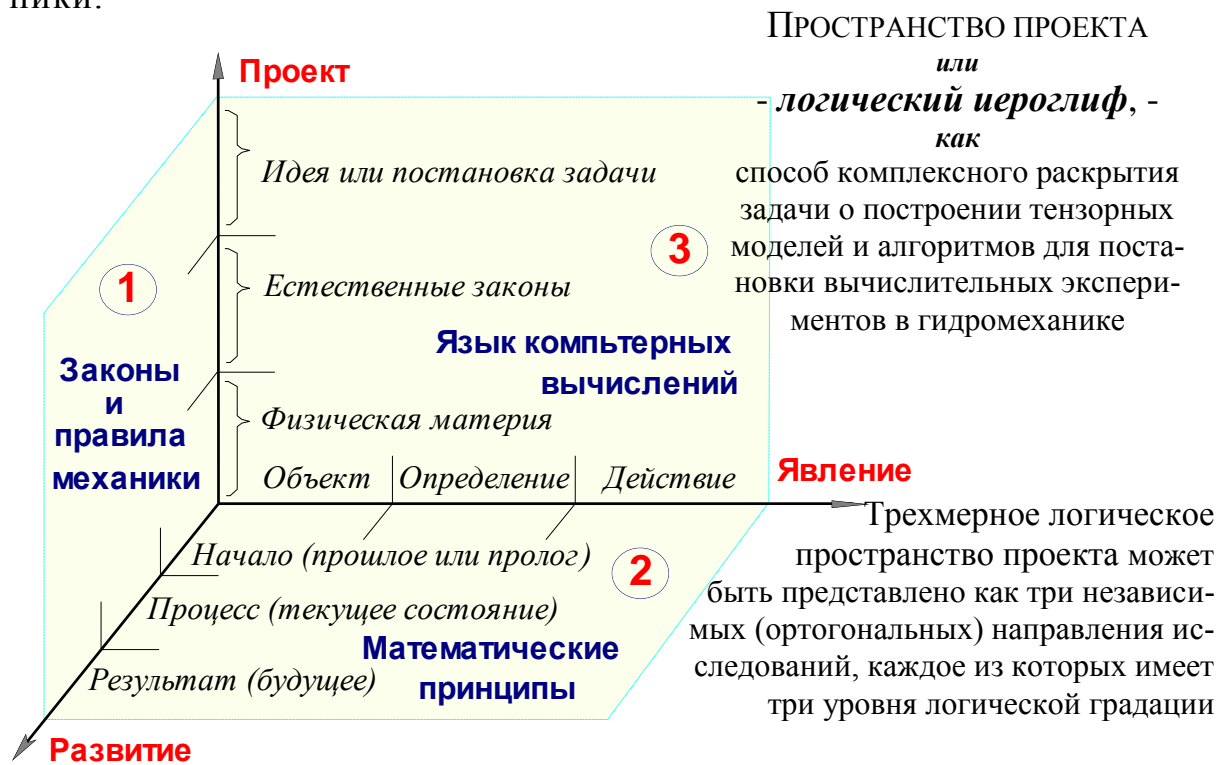 ники.
ПРОСТРАНСТВО ПРОЕКТА
или
- логический иероглиф, -
как
способ комплексного раскрытия
задачи о построении тензорных
моделей и алгоритмов для поста-
новки вычислительных экспери-
ментов в гидромеханике
Проект
Идея или постановка задачи
3
1
Естественные законы
Язык компьтерных
вычислений
Законы
и
правила
механики
Физическая материя
Объект Определение Действие
Явление
Начало (прошлое или пролог)
2
Процесс (текущее состояние)
Математические
принципы
Результат (будущее)
Развитие
Трехмерное логическое
пространство проекта может
быть представлено как три независи-
мых (ортогональных) направления ис-
следований, каждое из которых имеет
три уровня логической градации